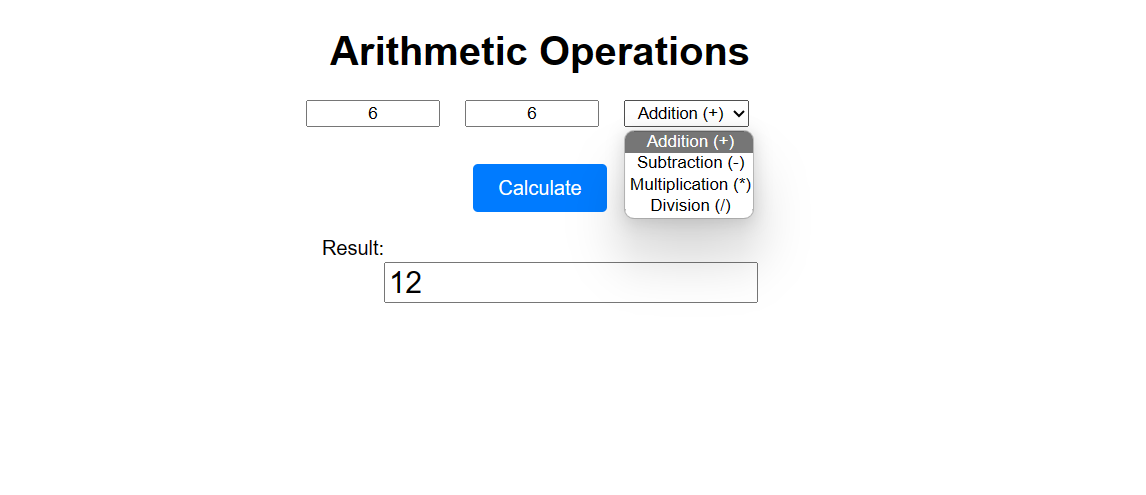 Arithmetic Operations
6 6 Addition (+)
Addition (+)
Subtraction (-)
Multiplication (*)
Division (/)
Calculate
Result:
12